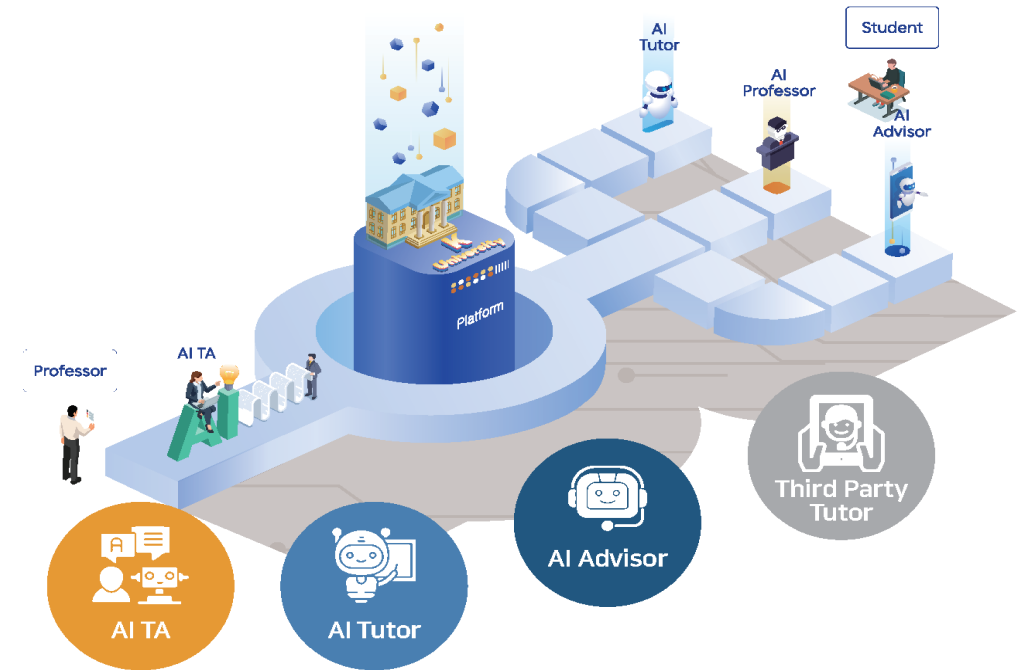 AI
Tutor
Student
AI
Professor
AI
Advisor
K
University
Platform
Professor
AI TA
AI
A
AI TA
AI Tutor
AI Advisor
Third Party
Tutor